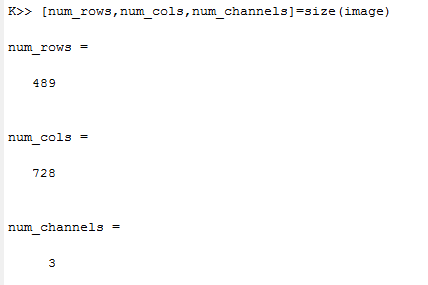 K>> [num_rows,num_cols,num_channels]=size(image)
num_rows =
489
num_cols =
728
num_channels =
3